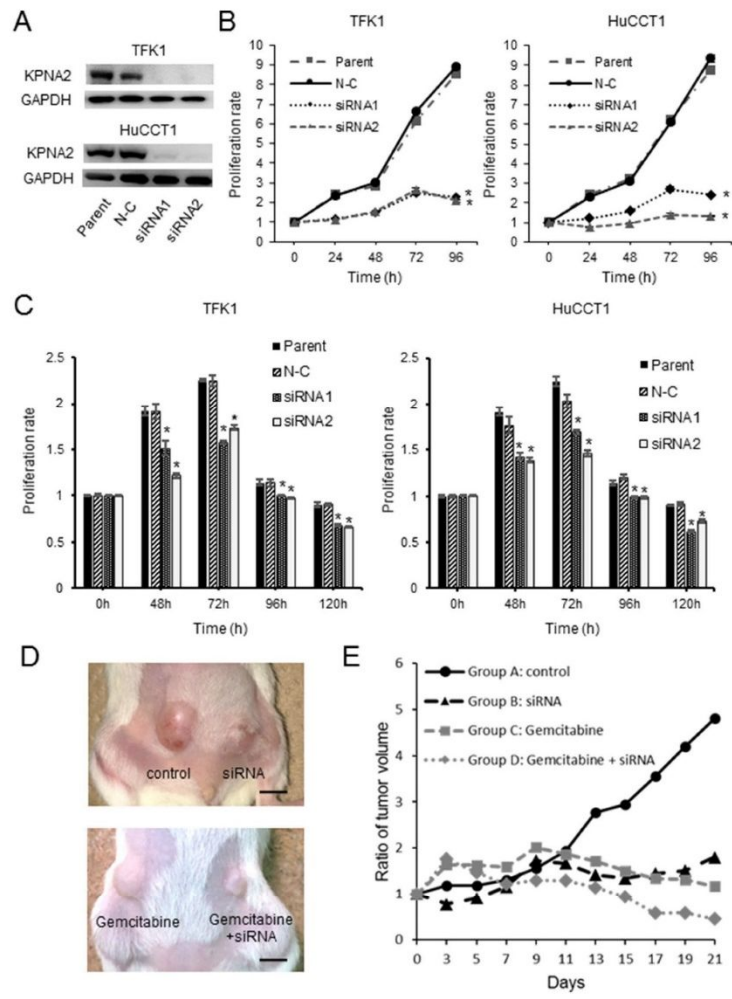 A
TFK1
KPNA2
GAPDH
HuCCT1
KPNA2
GAPDH
Parent
N-C
siRNA1
siRNA2
B
TFK1
Proliferation rate
10
9
8
7
6
5
4
3
2
1
0
Parent
N-C
siRNA1
siRNA2
*
*
0 24 48 72 96
Time (h)
HuCCT1
Proliferation rate
10
9
8
7
6
5
4
3
2
1
0
Parent
N-C
siRNA1
siRNA2
*
*
0 24 48 72 96
Time (h)
C
TFK1
Proliferation rate
2.5
2
1.5
1
0.5
0
Parent
N-C
siRNA1
siRNA2
* * * * * * * *
0h 48h 72h 96h 120h
Time (h)
HuCCT1
Proliferation rate
2.5
2
1.5
1
0.5
0
Parent
N-C
siRNA1
siRNA2
* * * * * * * *
0h 48h 72h 96h 120h
Time (h)
D
control siRNA
Gemcitabine
Gemcitabine
+siRNA
E
Ratio of tumor volume
6
5
4
3
2
1
0
Group A: control
Group B: siRNA
Group C: Gemcitabine
Group D: Gemcitabine + siRNA
0 3 5 7 9 11 13 15 17 19 21
Days